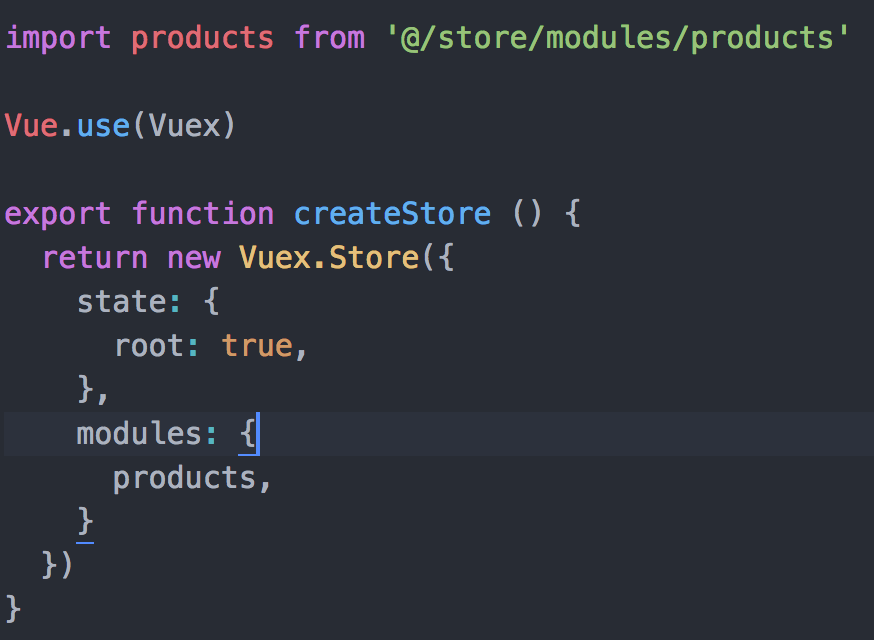 import products from '@/store/modules/products'

Vue.use(Vuex)

export function createStore () {
  return new Vuex.Store({
    state: {
      root: true,
    },
    modules: {
      products,
    }
  })
}